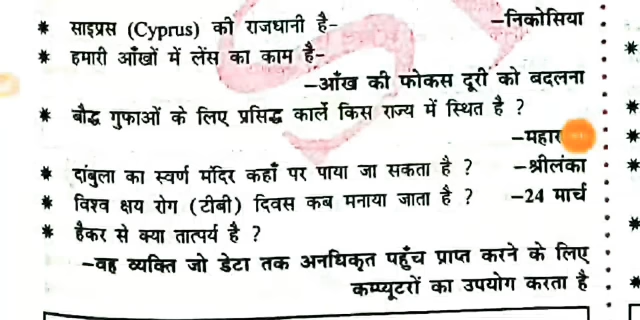 * साइप्रस (Cyprus) की राजधानी है- –निकोसिया
* हमारी आँखों में लेंस का काम है-
–आँख की फोकस दूरी को बदलना
* बौद्ध गुफाओं के लिए प्रसिद्ध कार्ले किस राज्य में स्थित है ?
* दांबुला का स्वर्ण मंदिर कहाँ पर पाया जा सकता है ? –श्रीलंका
* विश्व क्षय रोग (टीबी) दिवस कब मनाया जाता है ? –24 मार्च
* हैकर से क्या तात्पर्य है ?
–वह व्यक्ति जो डेटा तक अनधिकृत पहुँच प्राप्त करने के लिए
कम्प्यूटरों का उपयोग करता है